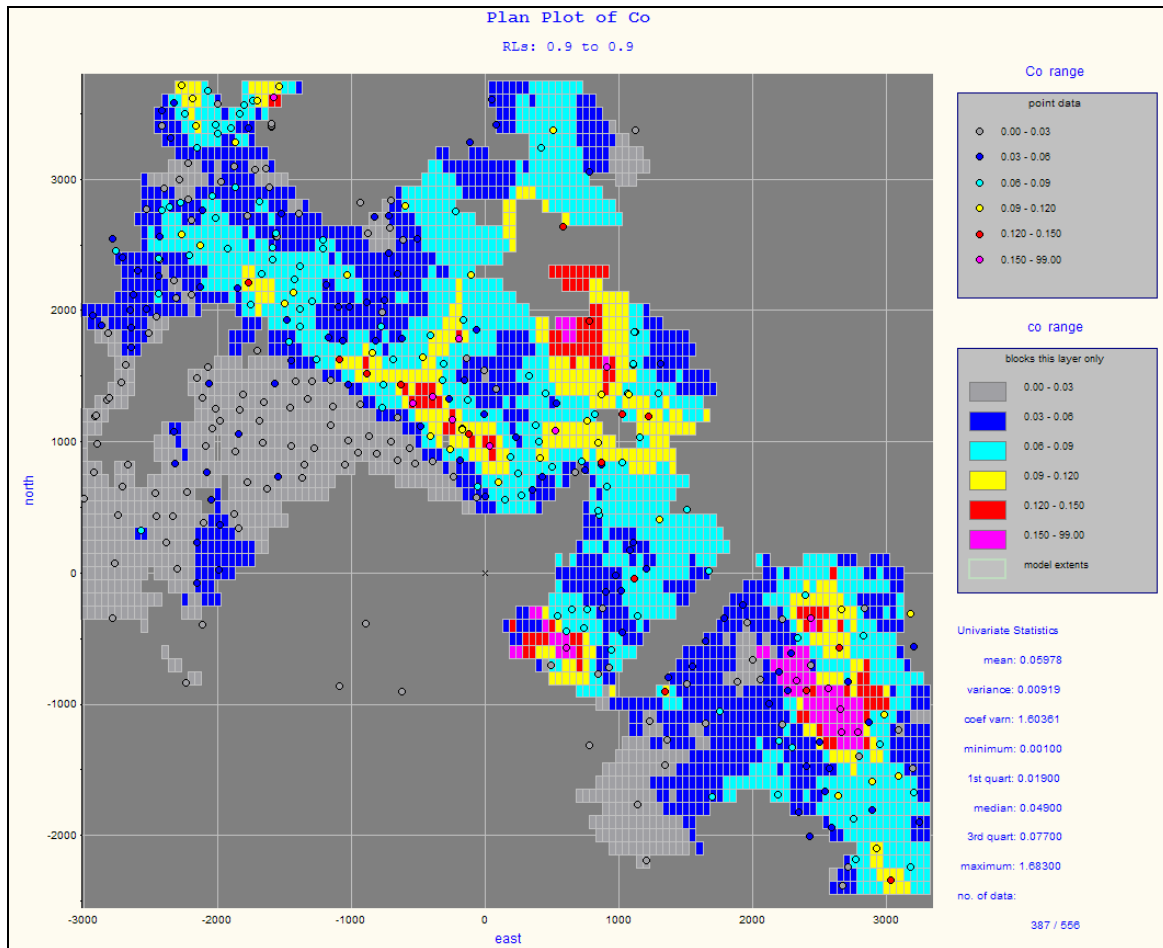 Plan Plot of Co
RLs: 0.9 to 0.9
Co range
point data
0.00 - 0.03
0.03 - 0.06
0.06 - 0.09
0.09 - 0.120
0.120 - 0.150
0.150 - 99.00
co range
blocks this layer only
0.00 - 0.03
0.03 - 0.06
0.06 - 0.09
0.09 - 0.120
0.120 - 0.150
0.150 - 99.00
model extents
Univariate Statistics
mean: 0.05978
variance: 0.00919
coef varn: 1.60361
minimum: 0.00100
1st quart: 0.01900
median: 0.04900
3rd quart: 0.07700
maximum: 1.68300
no. of data:
387 / 556
north
3000
2000
1000
0
-1000
-2000
-3000 -2000 -1000 0 1000 2000 3000
east